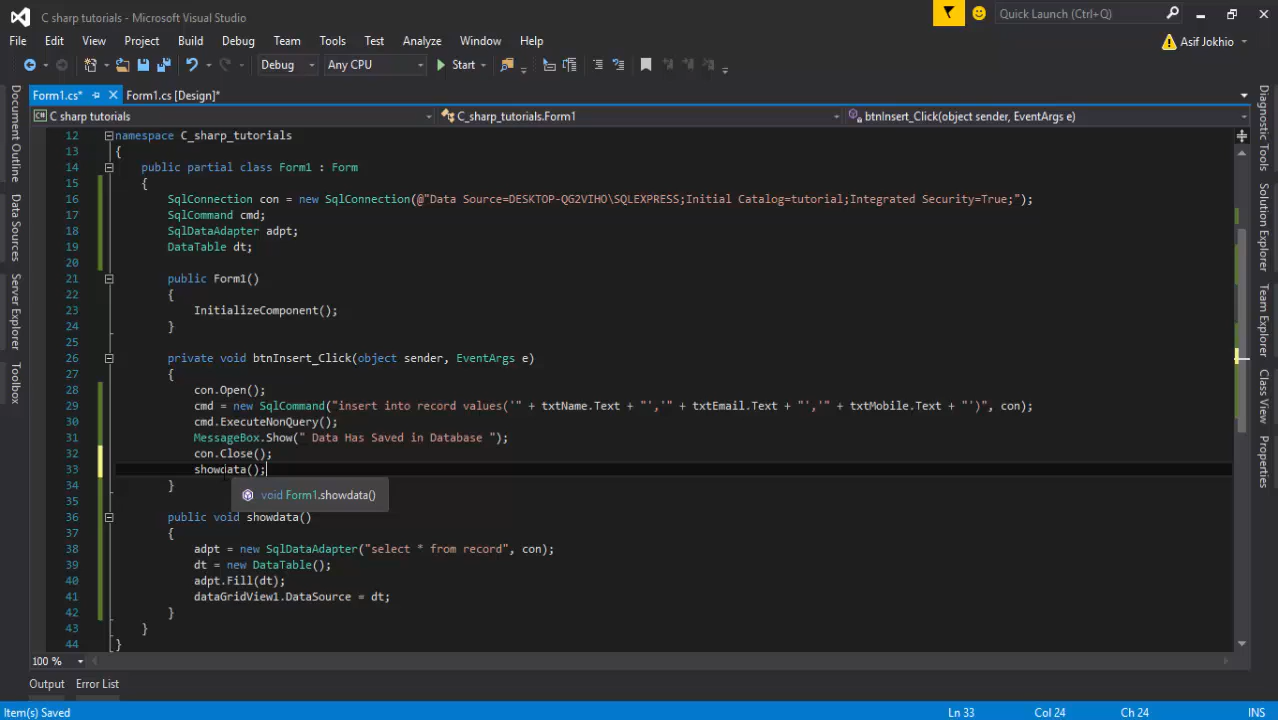 C sharp tutorials - Microsoft Visual Studio
Quick Launch (Ctrl+Q)
File Edit View Project Build Debug Team Tools Test Analyze Window Help
Asif Jokhio
Debug Any CPU Start
Form1.cs* Form1.cs [Design]*
C sharp tutorials C_sharp_tutorials.Form1 btnInsert_Click(object sender, EventArgs e)
Document Outline
Data Sources
Server Explorer
Toolbox
12 namespace C_sharp_tutorials
13 {
14 public partial class Form1 : Form
15 {
16 SqlConnection con = new SqlConnection(@"Data Source=DESKTOP-QG2VIHO\SQLEXPRESS;Initial Catalog=tutorial;Integrated Security=True;");
17 SqlCommand cmd;
18 SqlDataAdapter adpt;
19 DataTable dt;
20
21 public Form1()
22 {
23 InitializeComponent();
24 }
25
26 private void btnInsert_Click(object sender, EventArgs e)
27 {
28 con.Open();
29 cmd = new SqlCommand("insert into record values('" + txtName.Text + "','" + txtEmail.Text + "','" + txtMobile.Text + "')", con);
30 cmd.ExecuteNonQuery();
31 MessageBox.Show(" Data Has Saved in Database ");
32 con.Close();
33 showdata();
34 }
void Form1.showdata()
35
36 public void showdata()
37 {
38 adpt = new SqlDataAdapter("select * from record", con);
39 dt = new DataTable();
40 adpt.Fill(dt);
41 dataGridView1.DataSource = dt;
42 }
43 }
44 }
Diagnostic Tools
Solution Explorer
Team Explorer
Class View
Properties
100 %
Output Error List
Item(s) Saved Ln 33 Col 24 Ch 24 INS